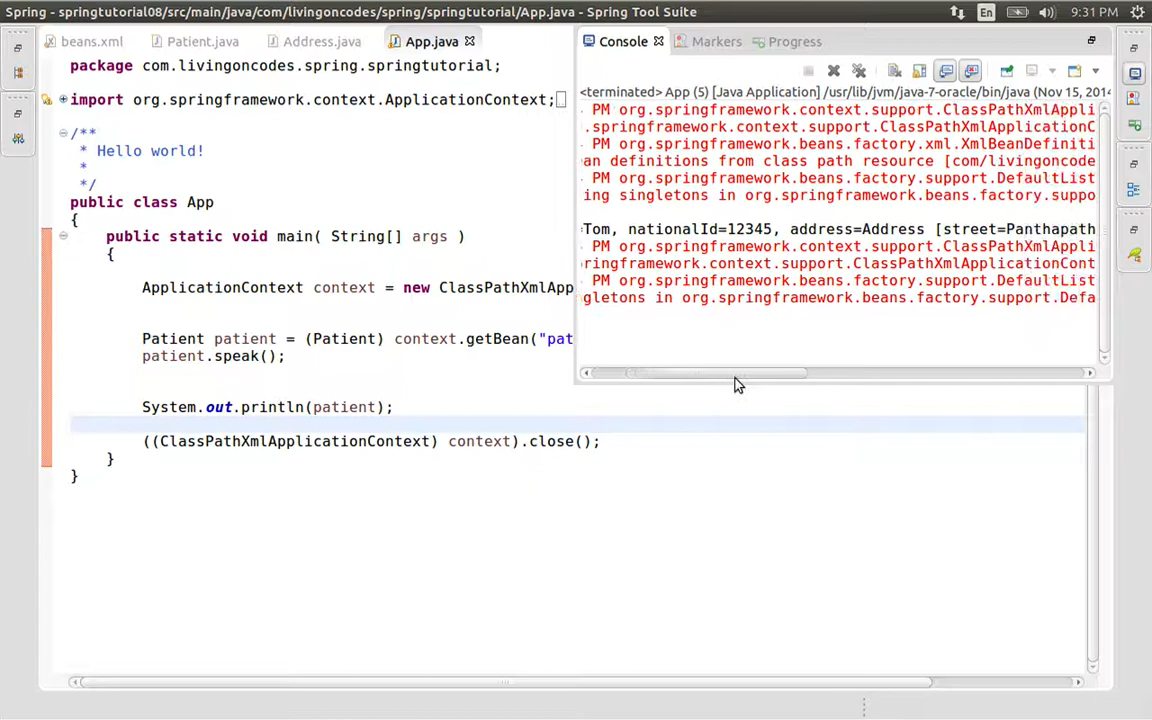 Spring - springtutorial08/src/main/java/com/livingoncodes/spring/springtutorial/App.java - Spring Tool Suite
En
9:31 PM
beans.xml
Patient.java
Address.java
App.java
package com.livingoncodes.spring.springtutorial;
import org.springframework.context.ApplicationContext;
/**
* Hello world!
*
*/
public class App
{
public static void main( String[] args )
{
ApplicationContext context = new ClassPathXmlApp
Patient patient = (Patient) context.getBean("pat
patient.speak();
System.out.println(patient);
((ClassPathXmlApplicationContext) context).close();
}
}
Console
Markers
Progress
<terminated> App (5) [Java Application] /usr/lib/jvm/java-7-oracle/bin/java (Nov 15, 2014
PM org.springframework.context.support.ClassPathXmlAppli
.springframework.context.support.ClassPathXmlApplicationC
PM org.springframework.beans.factory.xml.XmlBeanDefiniti
an definitions from class path resource [com/livingoncode
PM org.springframework.beans.factory.support.DefaultList
ing singletons in org.springframework.beans.factory.suppo
=Tom, nationalId=12345, address=Address [street=Panthapath
PM org.springframework.context.support.ClassPathXmlAppli
ringframework.context.support.ClassPathXmlApplicationCont
PM org.springframework.beans.factory.support.DefaultList
gletons in org.springframework.beans.factory.support.Defa